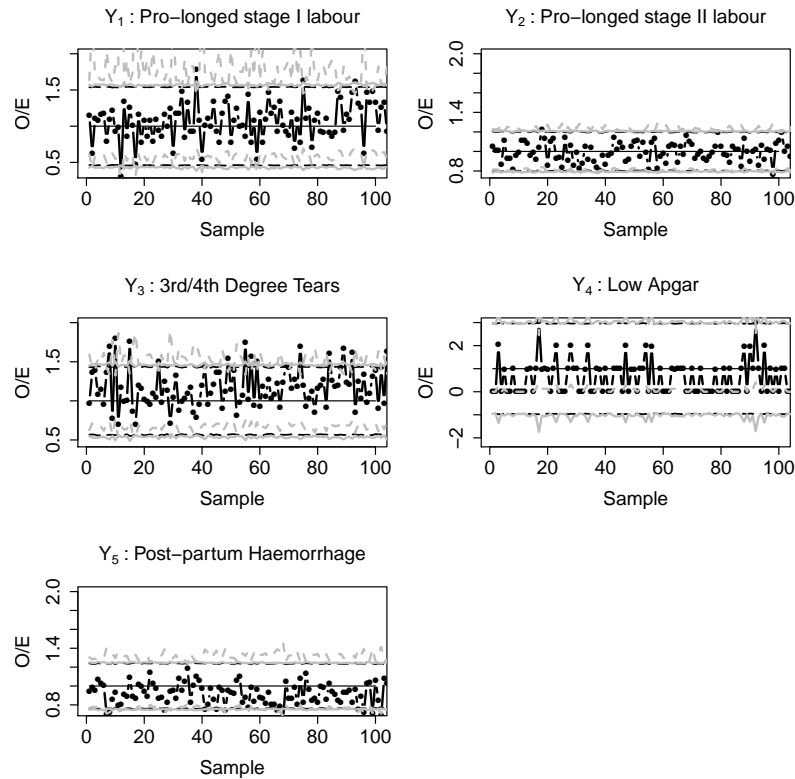 Y1 : Pro−longed stage I labour
O/E
0.5 1.5
0 20 40 60 80 100
Sample
Y2 : Pro−longed stage II labour
O/E
0.8 1.4 2.0
0 20 40 60 80 100
Sample
Y3 : 3rd/4th Degree Tears
O/E
0.5 1.5
0 20 40 60 80 100
Sample
Y4 : Low Apgar
O/E
−2 0 2
0 20 40 60 80 100
Sample
Y5 : Post−partum Haemorrhage
O/E
0.8 1.4 2.0
0 20 40 60 80 100
Sample